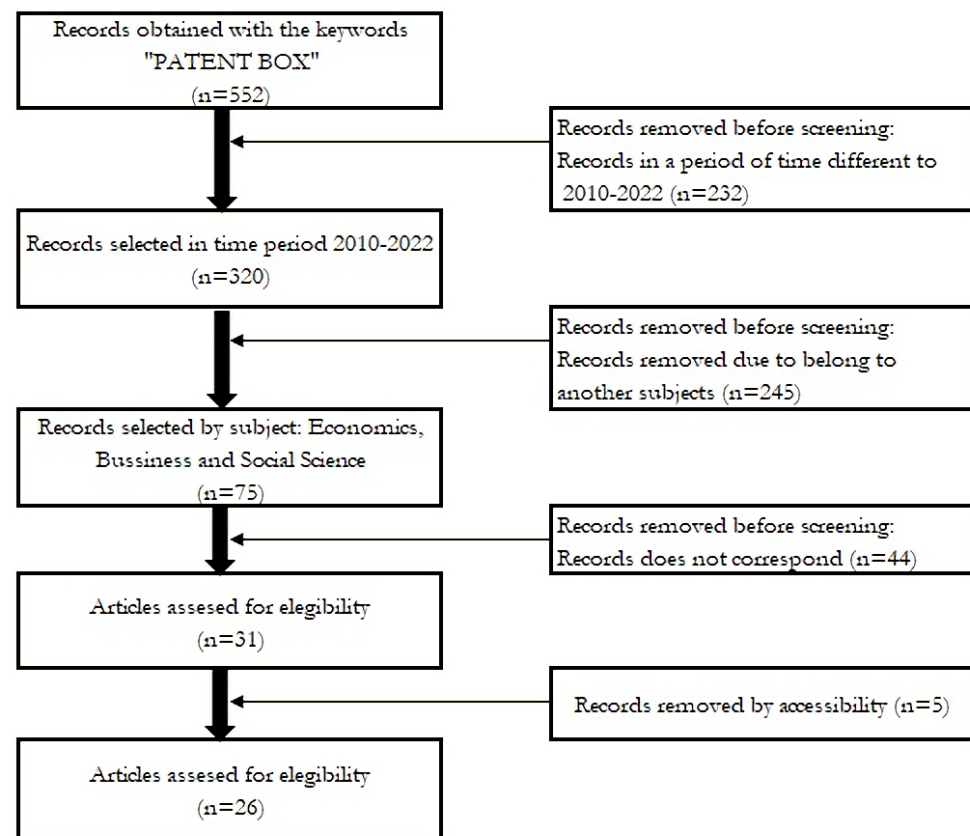 Records obtained with the keywords
"PATENT BOX"
(n=552)
Records removed before screening:
Records in a period of time different to
2010-2022 (n=232)
Records selected in time period 2010-2022
(n=320)
Records removed before screening:
Records removed due to belong to
another subjects (n=245)
Records selected by subject: Economics,
Bussiness and Social Science
(n=75)
Records removed before screening:
Records does not correspond (n=44)
Articles assesed for elegibility
(n=31)
Records removed by accessibility (n=5)
Articles assesed for elegibility
(n=26)